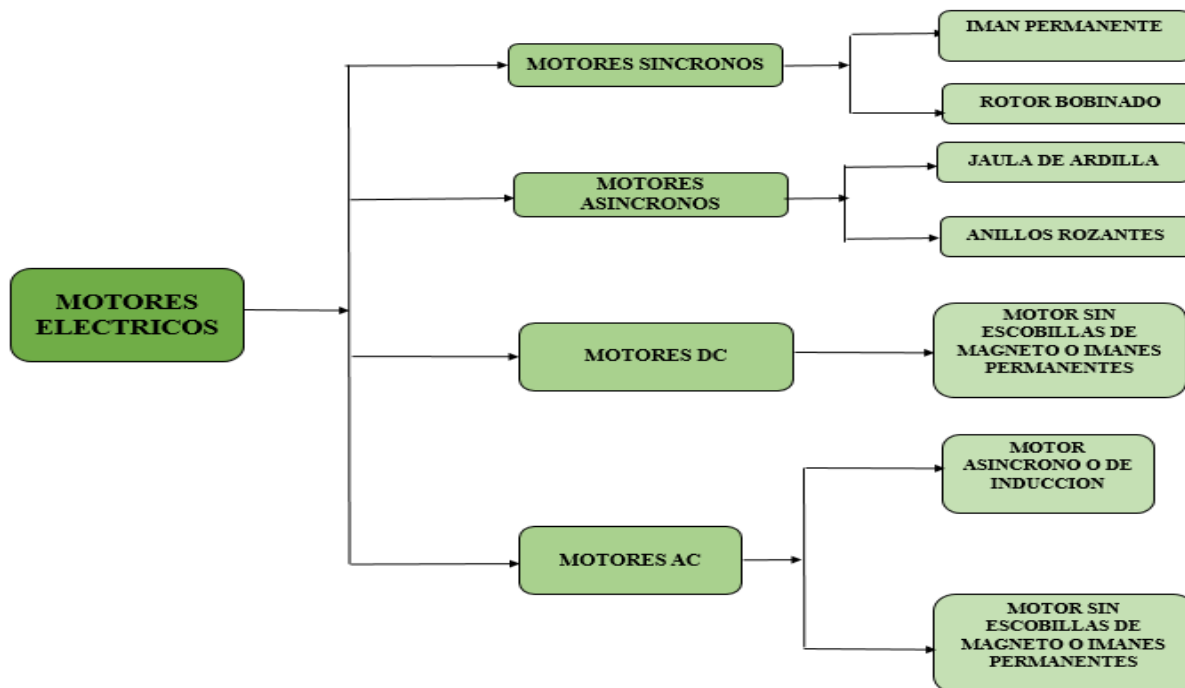 MOTORES
ELECTRICOS
MOTORES SINCRONOS
IMAN PERMANENTE
ROTOR BOBINADO
MOTORES
ASINCRONOS
JAULA DE ARDILLA
ANILLOS ROZANTES
MOTORES DC
MOTOR SIN
ESCOBILLAS DE
MAGNETO O IMANES
PERMANENTES
MOTORES AC
MOTOR
ASINCRONO O DE
INDUCCION
MOTOR SIN
ESCOBILLAS DE
MAGNETO O IMANES
PERMANENTES